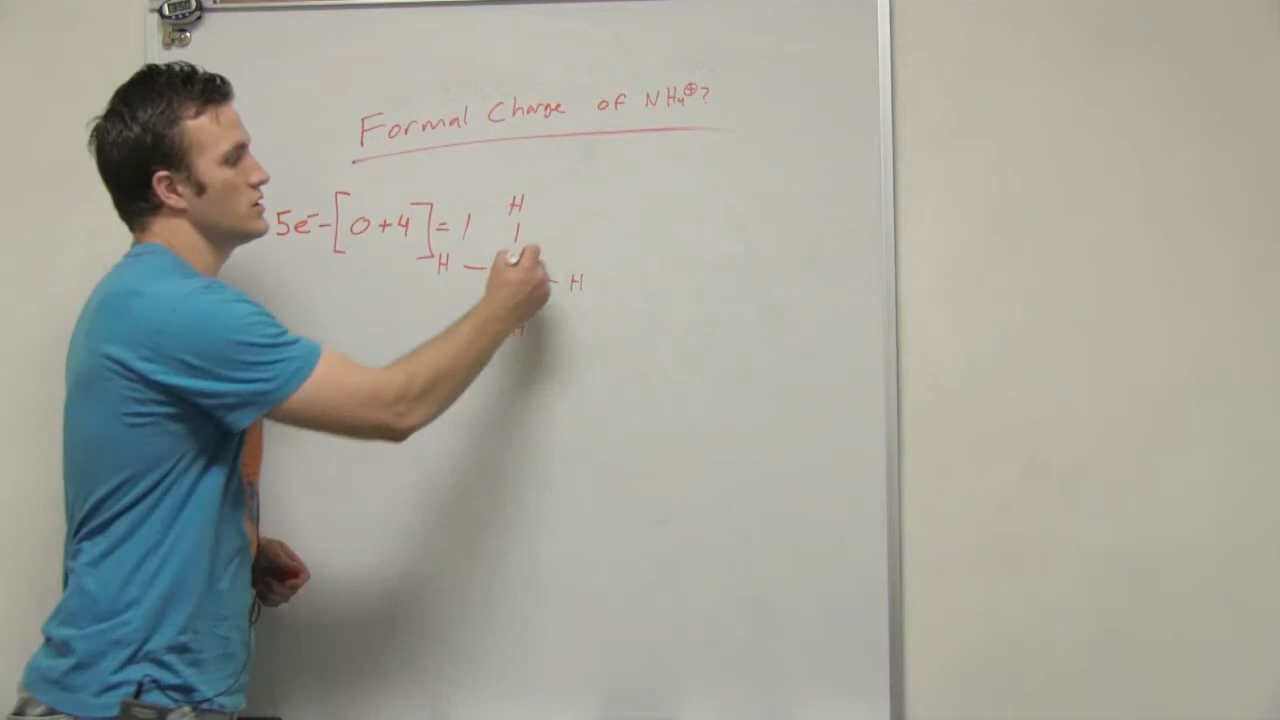 Formal Charge of NH₄⊕?
5e⁻ - [0 + 4] = 1
H
|
H — — H
H